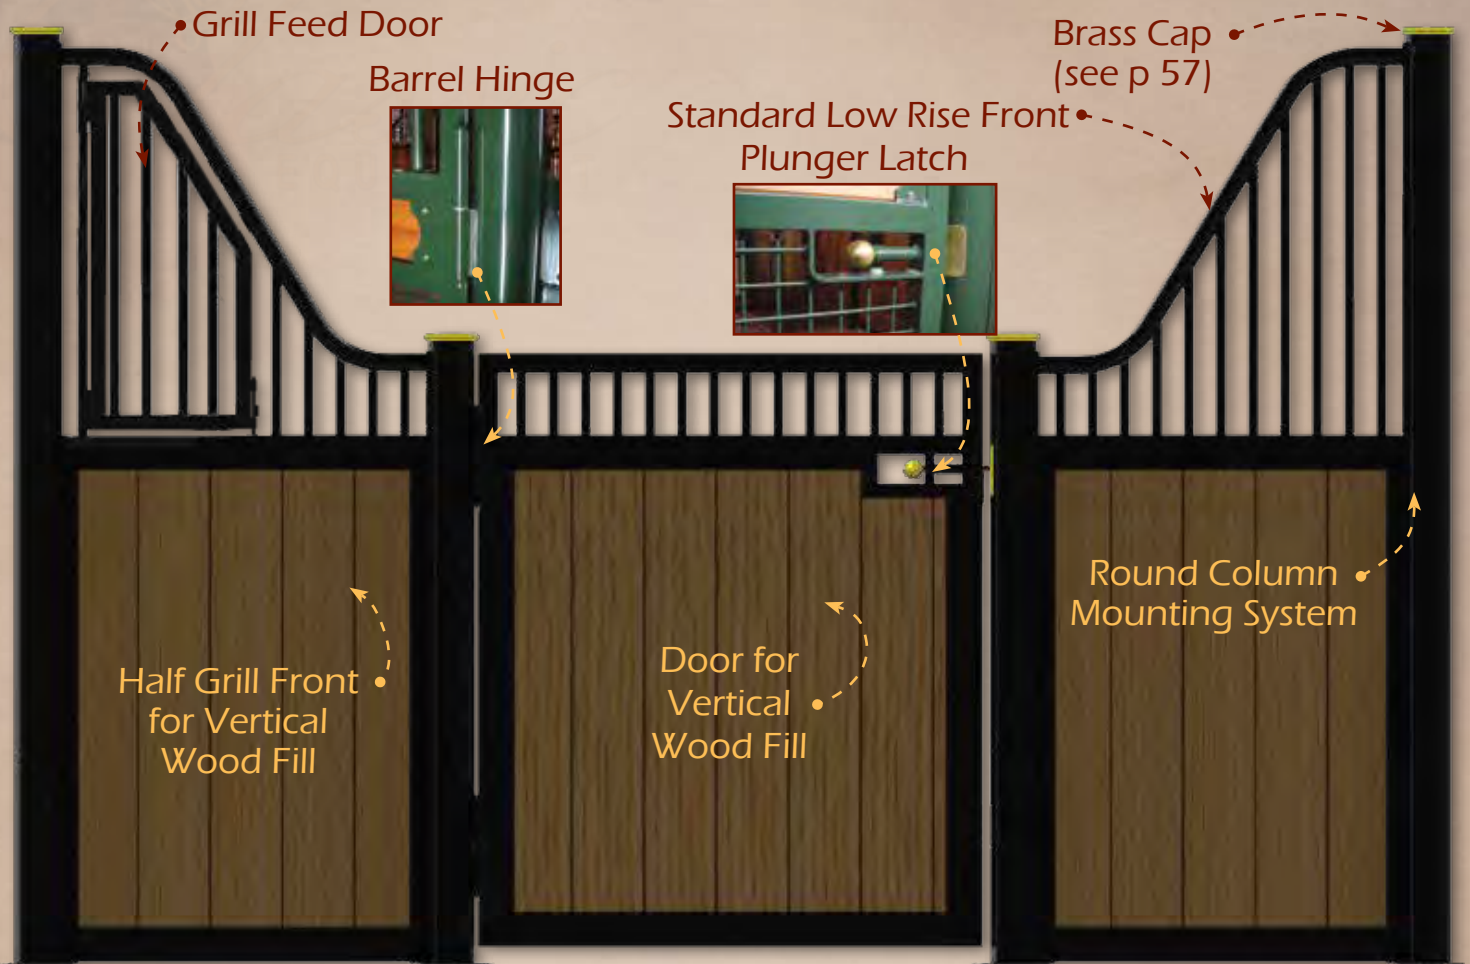 Grill Feed Door
Barrel Hinge
Brass Cap
(see p 57)
Standard Low Rise Front
Plunger Latch
Round Column
Mounting System
Half Grill Front
for Vertical
Wood Fill
Door for
Vertical
Wood Fill